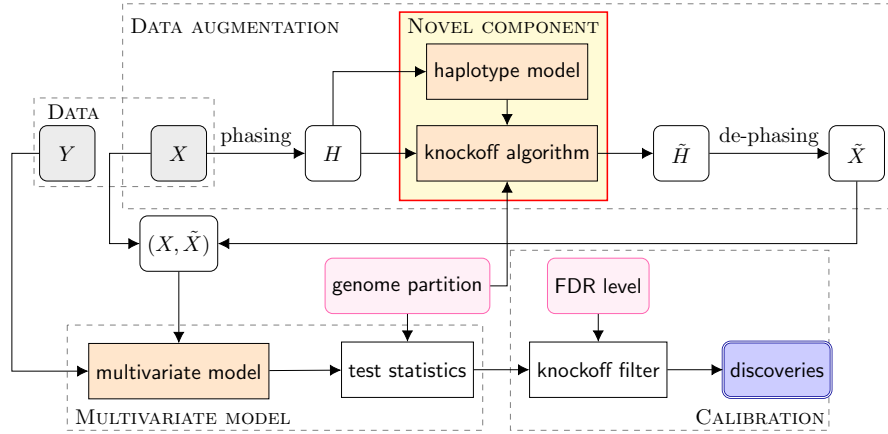 DATA AUGMENTATION
NOVEL COMPONENT
haplotype model
DATA
Y
X
phasing
H
knockoff algorithm
H̃
de-phasing
X̃
(X, X̃)
genome partition
FDR level
multivariate model
test statistics
knockoff filter
discoveries
MULTIVARIATE MODEL
CALIBRATION